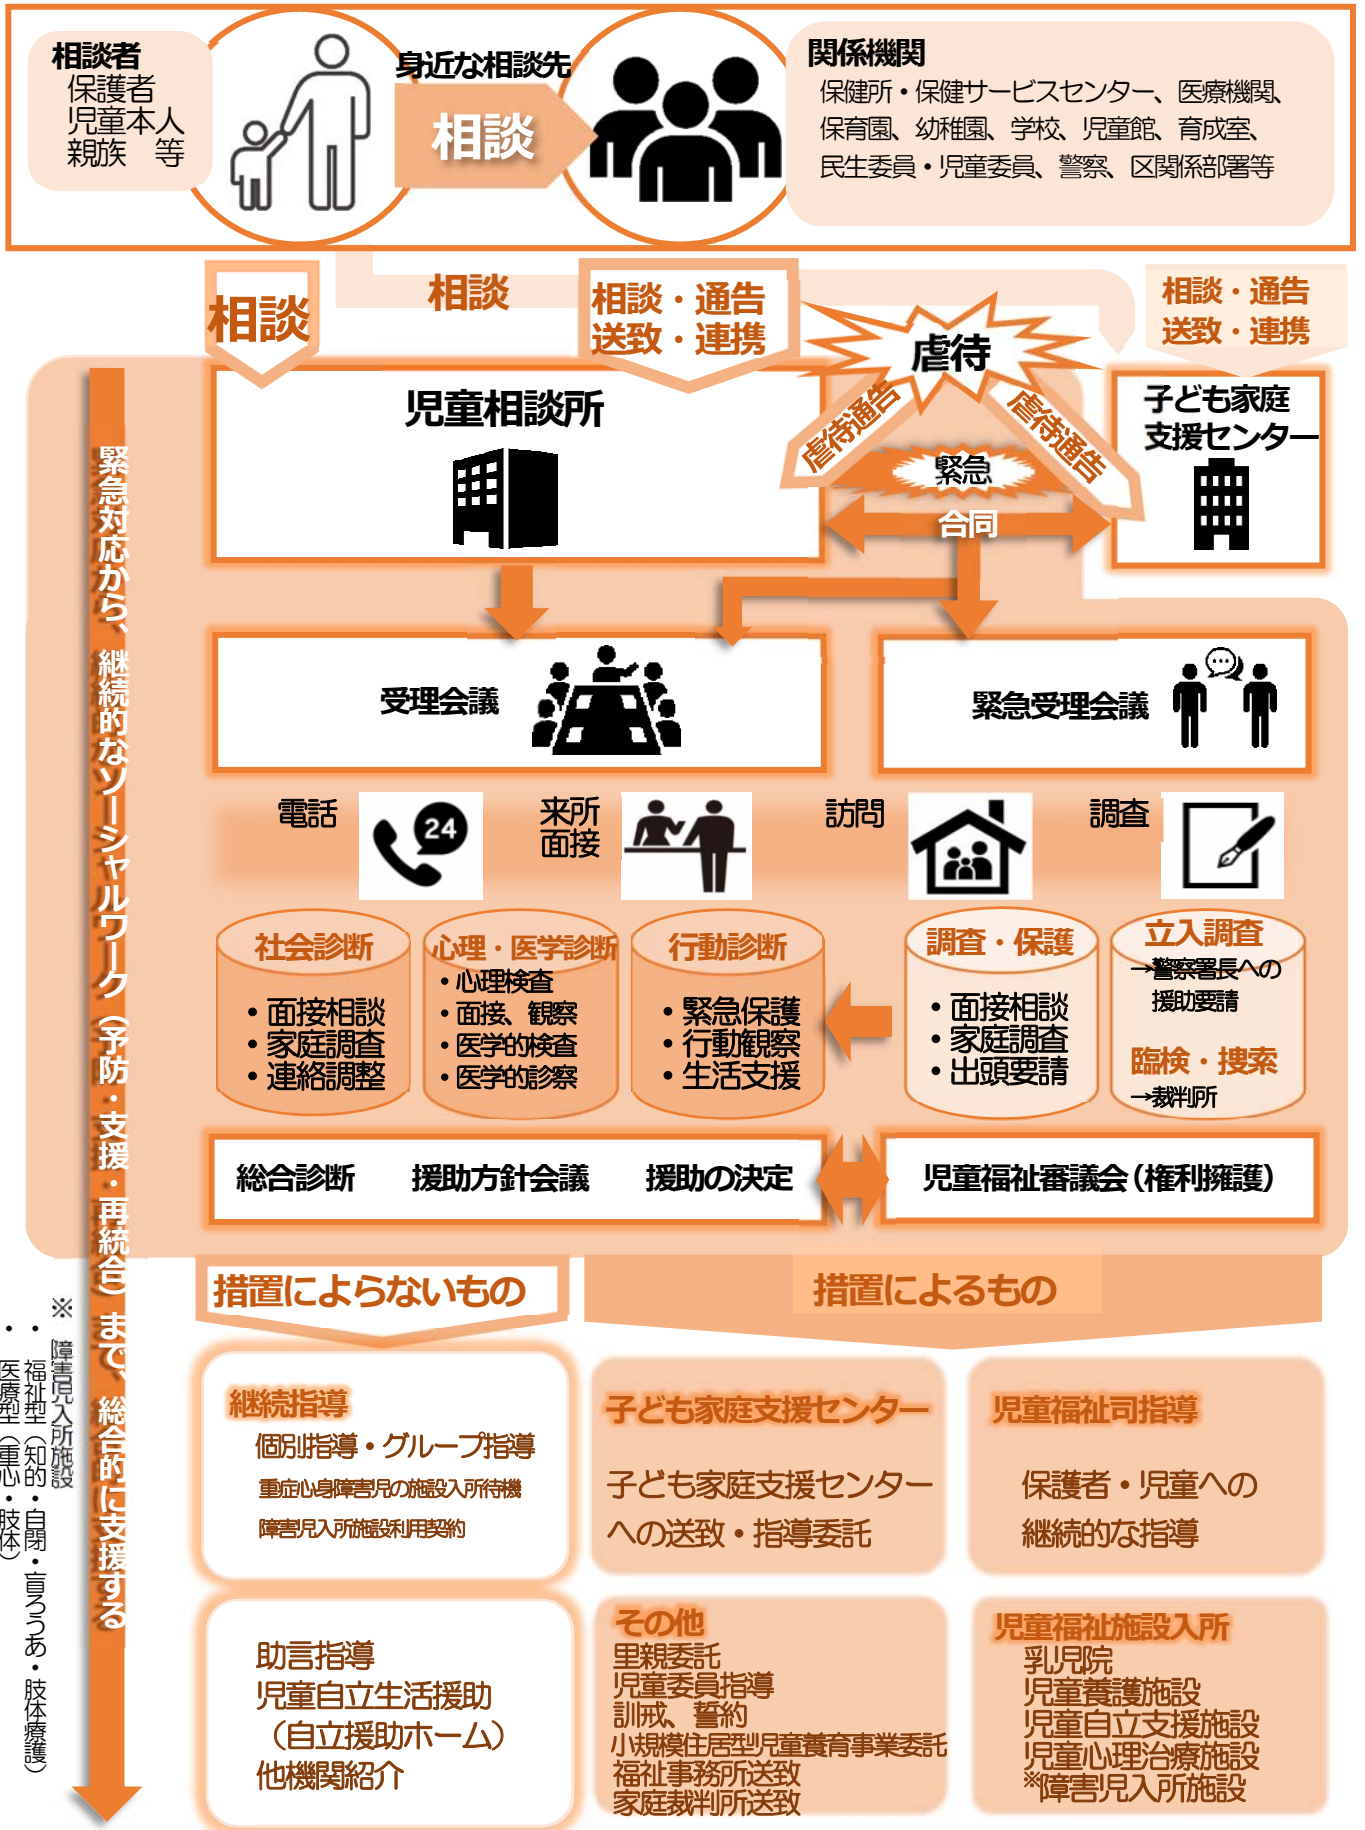 相談者
保護者
児童本人
親族　等
身近な相談先
相談
関係機関
保健所・保健サービスセンター、医療機関、
保育園、幼稚園、学校、児童館、育成室、
民生委員・児童委員、警察、区関係部署等
相談
相談
相談・通告
送致・連携
虐待
相談・通告
送致・連携
児童相談所
虐待通告
虐待通告
緊急
合同
子ども家庭
支援センター
緊急対応から、継続的なソーシャルワーク（予防・支援・再統合）まで、総合的に支援する
受理会議
緊急受理会議
電話
24
来所
面接
訪問
調査
社会診断
・面接相談
・家庭調査
・連絡調整
心理・医学診断
・心理検査
・面接、観察
・医学的検査
・医学的診察
行動診断
・緊急保護
・行動観察
・生活支援
調査・保護
・面接相談
・家庭調査
・出頭要請
立入調査
→警察署長への
援助要請
臨検・捜索
→裁判所
総合診断　援助方針会議　援助の決定
児童福祉審議会（権利擁護）
措置によらないもの
措置によるもの
※　障害児入所施設
・　福祉型（知的・自閉・盲ろうあ・肢体療護）
・　医療型（重心・肢体）
継続指導
個別指導・グループ指導
重症心身障害児の施設入所待機
障害児入所施設利用契約
子ども家庭支援センター
子ども家庭支援センター
への送致・指導委託
児童福祉司指導
保護者・児童への
継続的な指導
助言指導
児童自立生活援助
（自立援助ホーム）
他機関紹介
その他
里親委託
児童委員指導
訓戒、誓約
小規模住居型児童養育事業委託
福祉事務所送致
家庭裁判所送致
児童福祉施設入所
乳児院
児童養護施設
児童自立支援施設
児童心理治療施設
※障害児入所施設